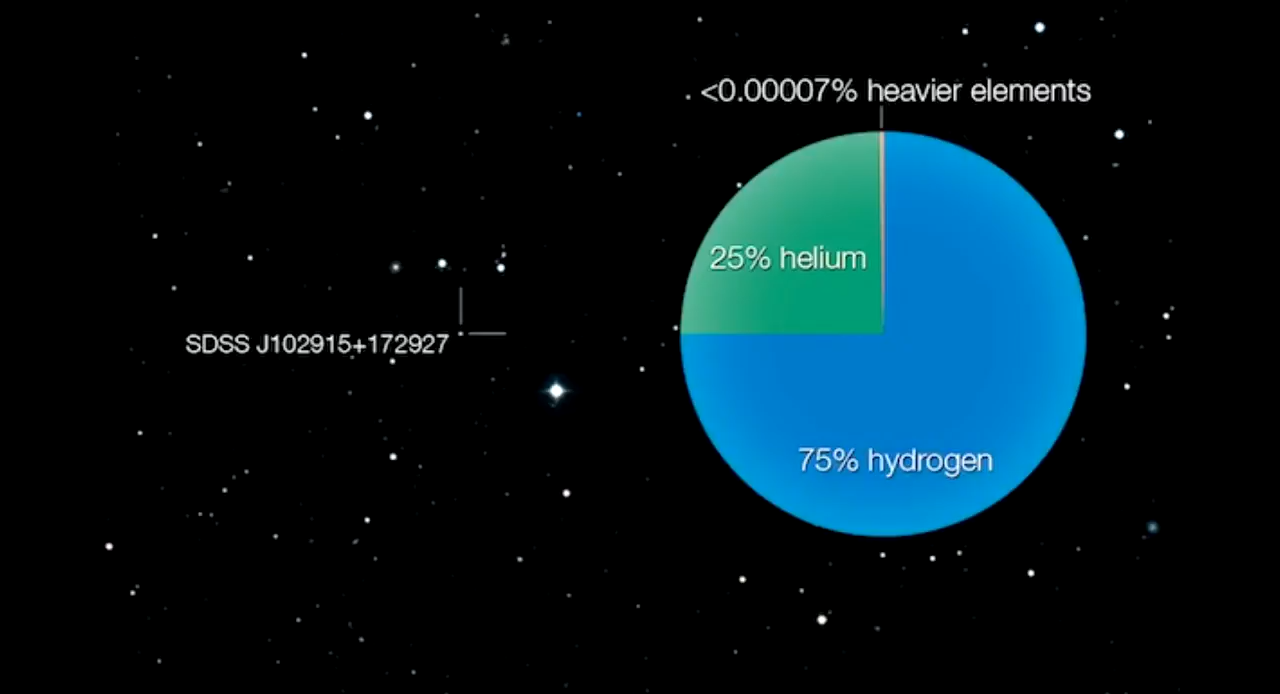 <0.00007% heavier elements
25% helium
SDSS J102915+172927
75% hydrogen